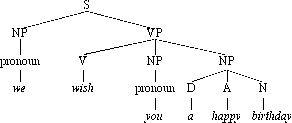 S
NP VP
pronoun V NP NP
we wish pronoun D A N
you a happy birthday